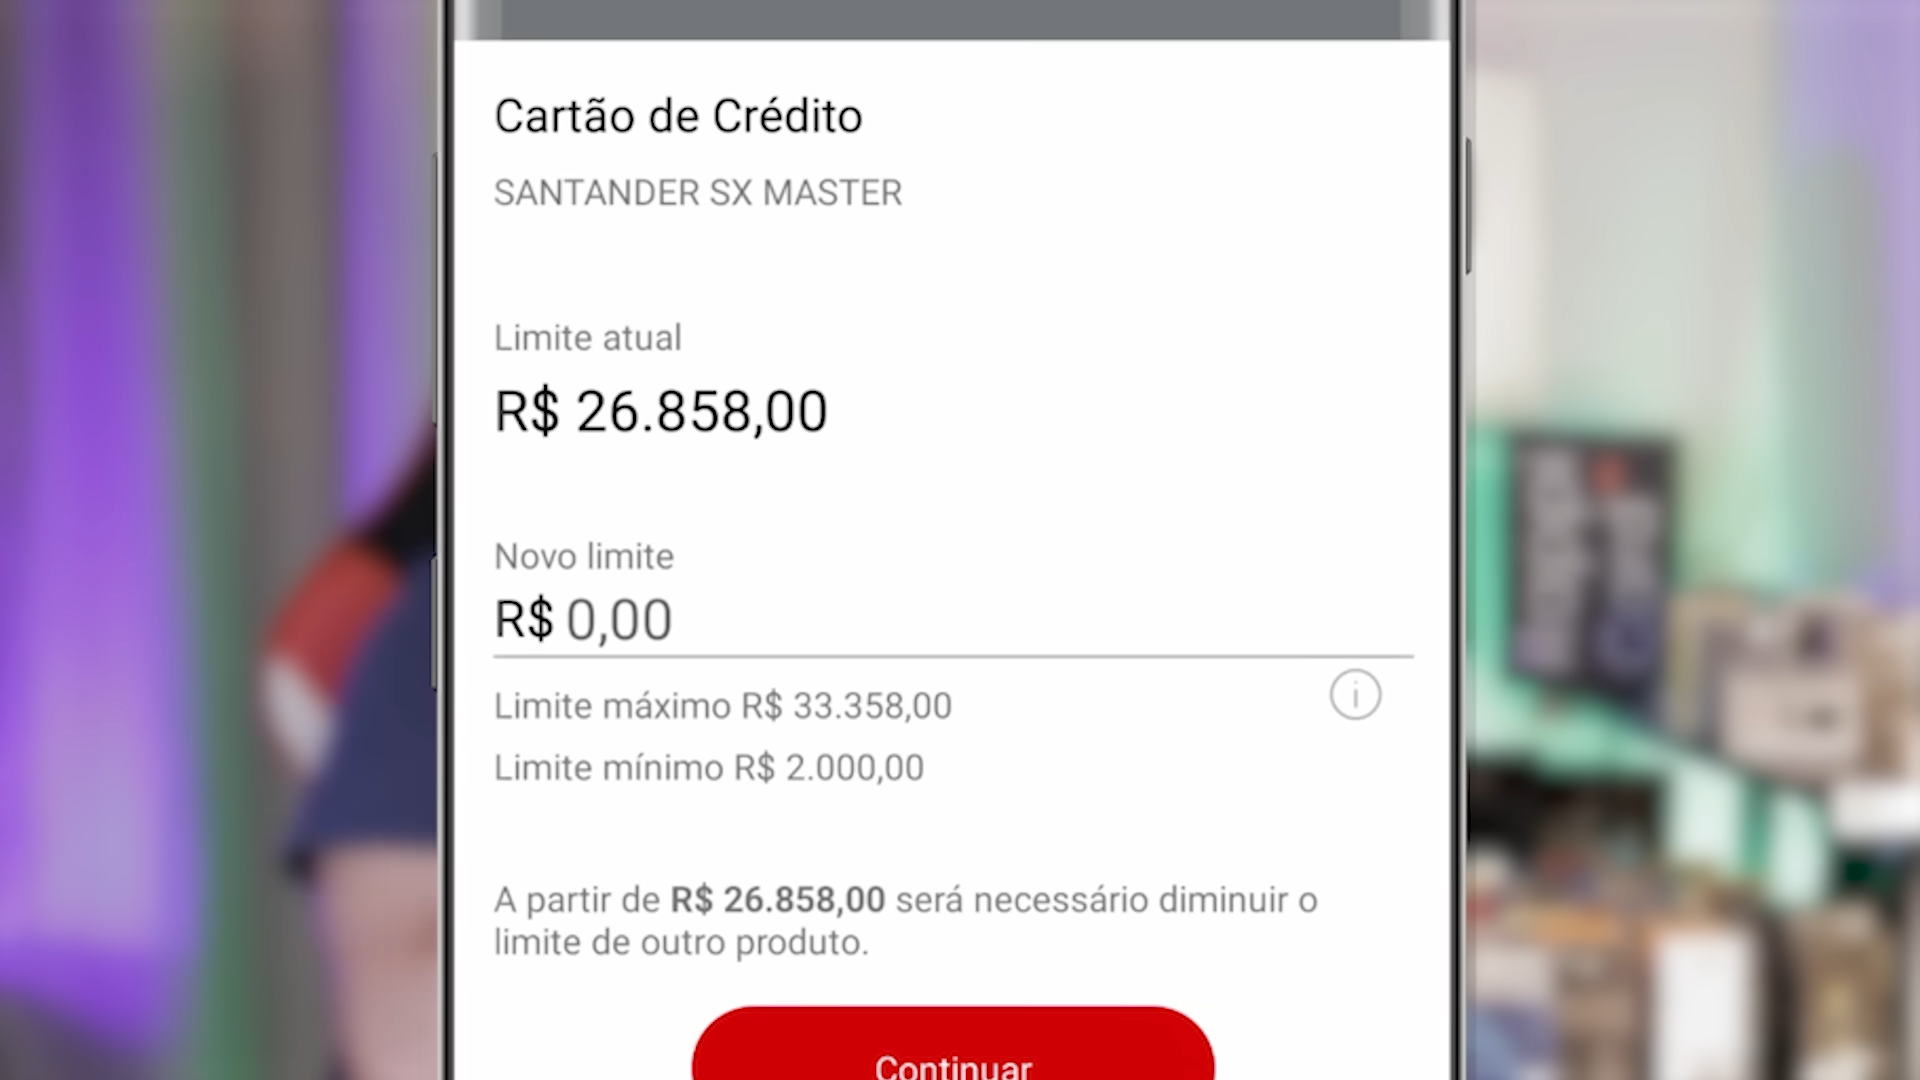 Cartão de Crédito
SANTANDER SX MASTER
Limite atual
R$ 26.858,00
Novo limite
R$ 0,00
Limite máximo R$ 33.358,00
Limite mínimo R$ 2.000,00
A partir de R$ 26.858,00 será necessário diminuir o
limite de outro produto.
Continuar